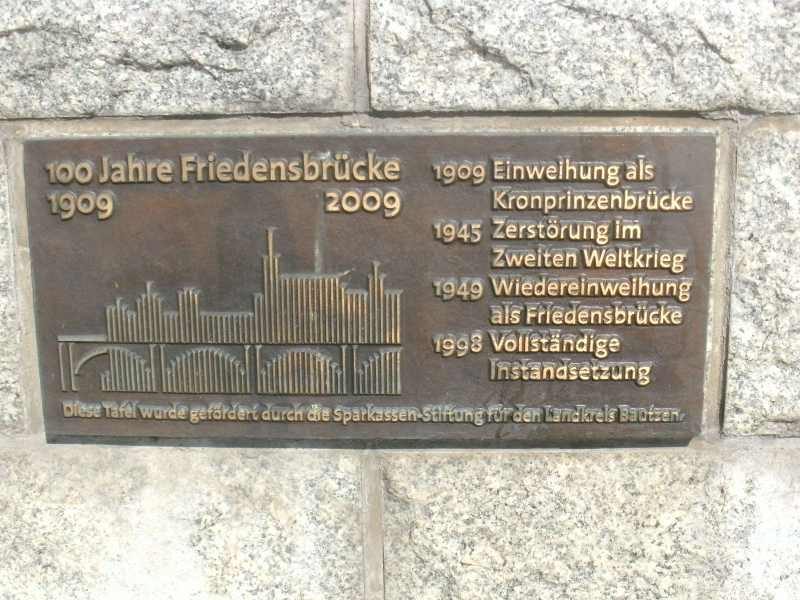 100 Jahre Friedensbrücke
1909 2009
1909 Einweihung als
Kronprinzenbrücke
1945 Zerstörung im
Zweiten Weltkrieg
1949 Wiedereinweihung
als Friedensbrücke
1998 Vollständige
Instandsetzung
Diese Tafel wurde gefördert durch die Sparkassen-Stiftung für den Landkreis Bautzen.